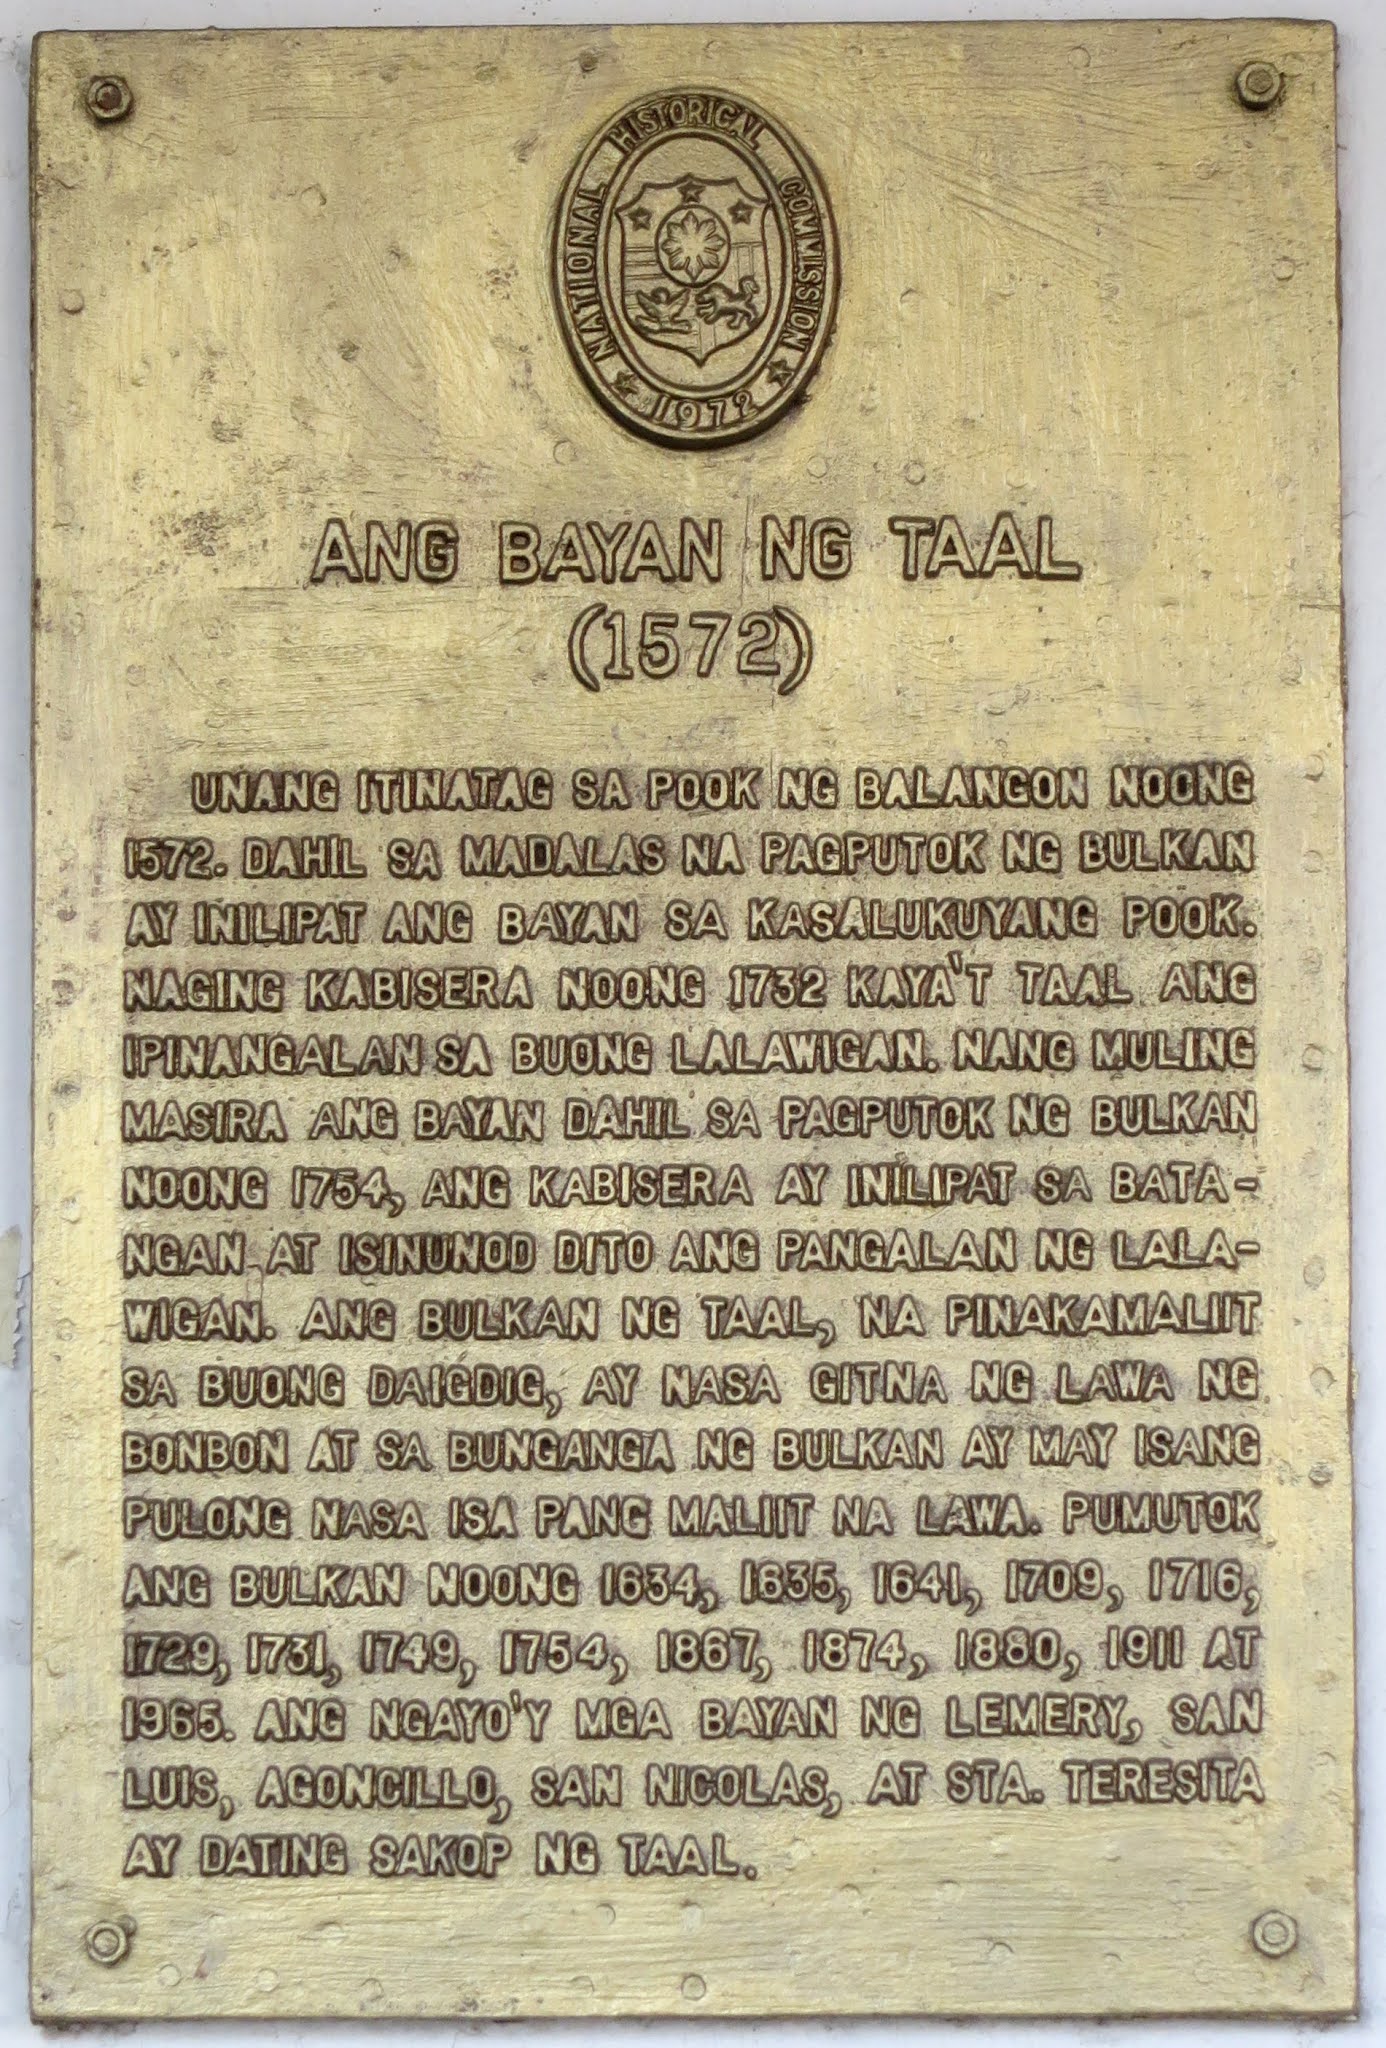 NATIONAL HISTORICAL COMMISSION
1972
ANG BAYAN NG TAAL
(1572)
UNANG ITINATAG SA POOK NG BALANGON NOONG
1572. DAHIL SA MADALAS NA PAGPUTOK NG BULKAN
AY INILIPAT ANG BAYAN SA KASALUKUYANG POOK.
NAGING KABISERA NOONG 1732 KAYA'T TAAL ANG
IPINANGALAN SA BUONG LALAWIGAN. NANG MULING
MASIRA ANG BAYAN DAHIL SA PAGPUTOK NG BULKAN
NOONG 1754, ANG KABISERA AY INILIPAT SA BATA-
NGAN AT ISINUNOD DITO ANG PANGALAN NG LALA-
WIGAN. ANG BULKAN NG TAAL, NA PINAKAMALIIT
SA BUONG DAIGDIG, AY NASA GITNA NG LAWA NG
BONBON AT SA BUNGANGA NG BULKAN AY MAY ISANG
PULONG NASA ISA PANG MALIIT NA LAWA. PUMUTOK
ANG BULKAN NOONG 1634, 1635, 1641, 1709, 1716,
1729, 1731, 1749, 1754, 1867, 1874, 1880, 1911 AT
1965. ANG NGAYO'Y MGA BAYAN NG LEMERY, SAN
LUIS, AGONCILLO, SAN NICOLAS, AT STA. TERESITA
AY DATING SAKOP NG TAAL.